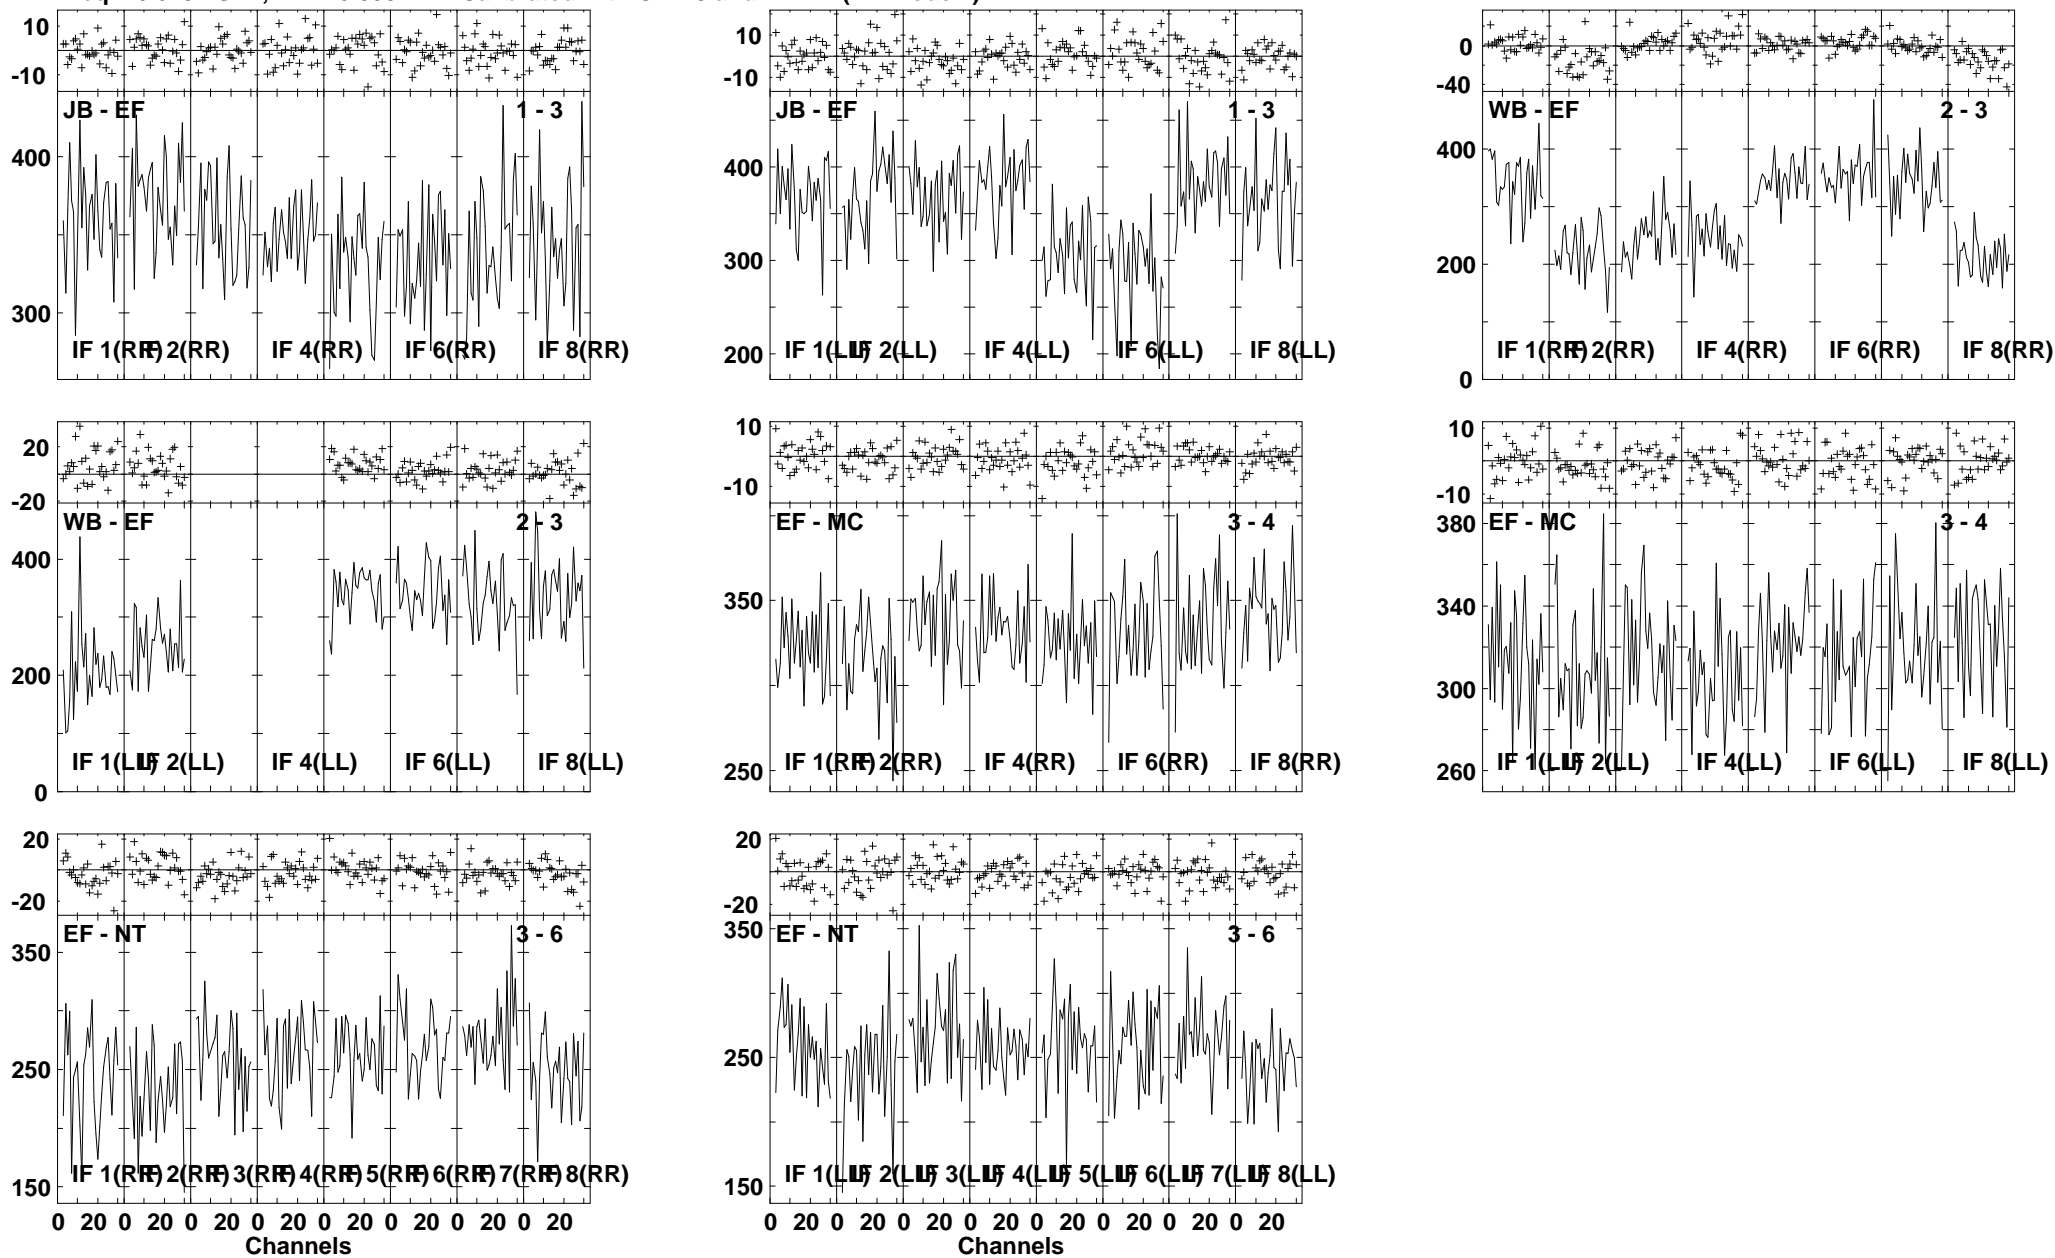 10
-10
JB - EF
1 - 3
400
300
IF 1(RR)
IF 2(RR)
IF 4(RR)
IF 6(RR)
IF 8(RR)
10
-10
JB - EF
1 - 3
400
300
200
IF 1(LL)
IF 2(LL)
IF 4(LL)
IF 6(LL)
IF 8(LL)
0
-40
WB - EF
2 - 3
400
200
0
IF 1(RR)
IF 2(RR)
IF 4(RR)
IF 6(RR)
IF 8(RR)
20
0
-20
WB - EF
2 - 3
400
200
0
IF 1(LL)
IF 2(LL)
IF 4(LL)
IF 6(LL)
IF 8(LL)
10
-10
EF - MC
3 - 4
350
250
IF 1(RR)
IF 2(RR)
IF 4(RR)
IF 6(RR)
IF 8(RR)
10
-10
EF - MC
3 - 4
380
340
300
260
IF 1(LL)
IF 2(LL)
IF 4(LL)
IF 6(LL)
IF 8(LL)
20
-20
EF - NT
3 - 6
350
250
150
IF 1(RR)
IF 2(RR)
IF 3(RR)
IF 4(RR)
IF 5(RR)
IF 6(RR)
IF 7(RR)
IF 8(RR)
0 20 0 20 0 20 0 20 0 20 0 20 0 20 0 20
Channels
20
-20
EF - NT
3 - 6
350
250
150
IF 1(LL)
IF 2(LL)
IF 3(LL)
IF 4(LL)
IF 5(LL)
IF 6(LL)
IF 7(LL)
IF 8(LL)
0 20 0 20 0 20 0 20 0 20 0 20 0 20 0 20
Channels